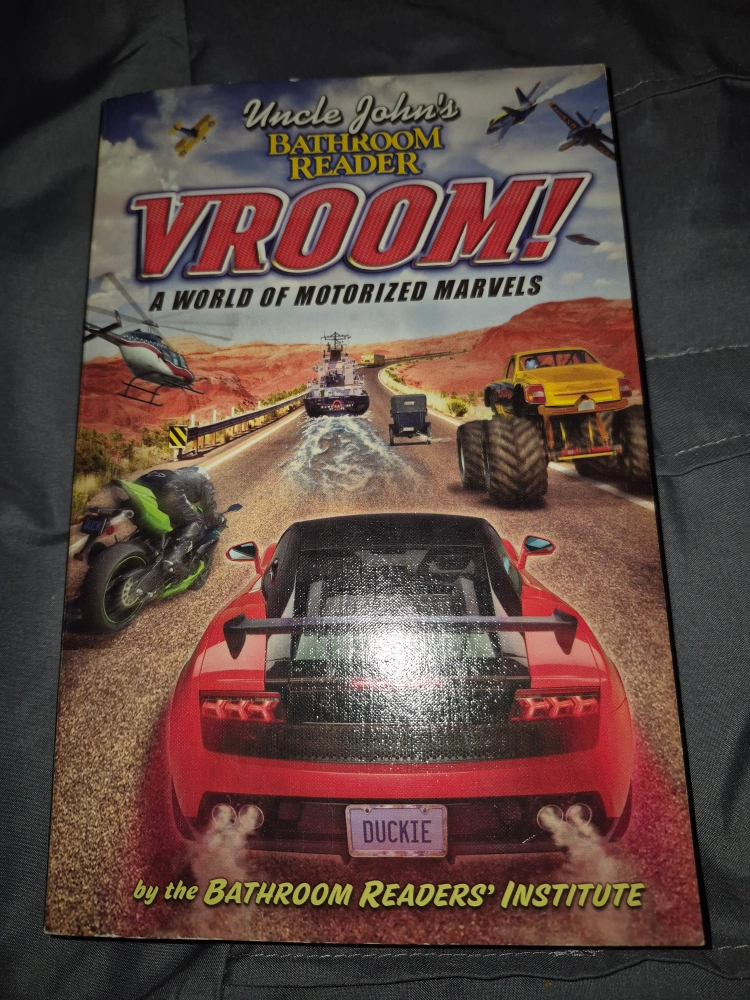 Uncle John's
BATHROOM
READER
VROOM!
A WORLD OF MOTORIZED MARVELS
DUCKIE
by the BATHROOM READERS' INSTITUTE